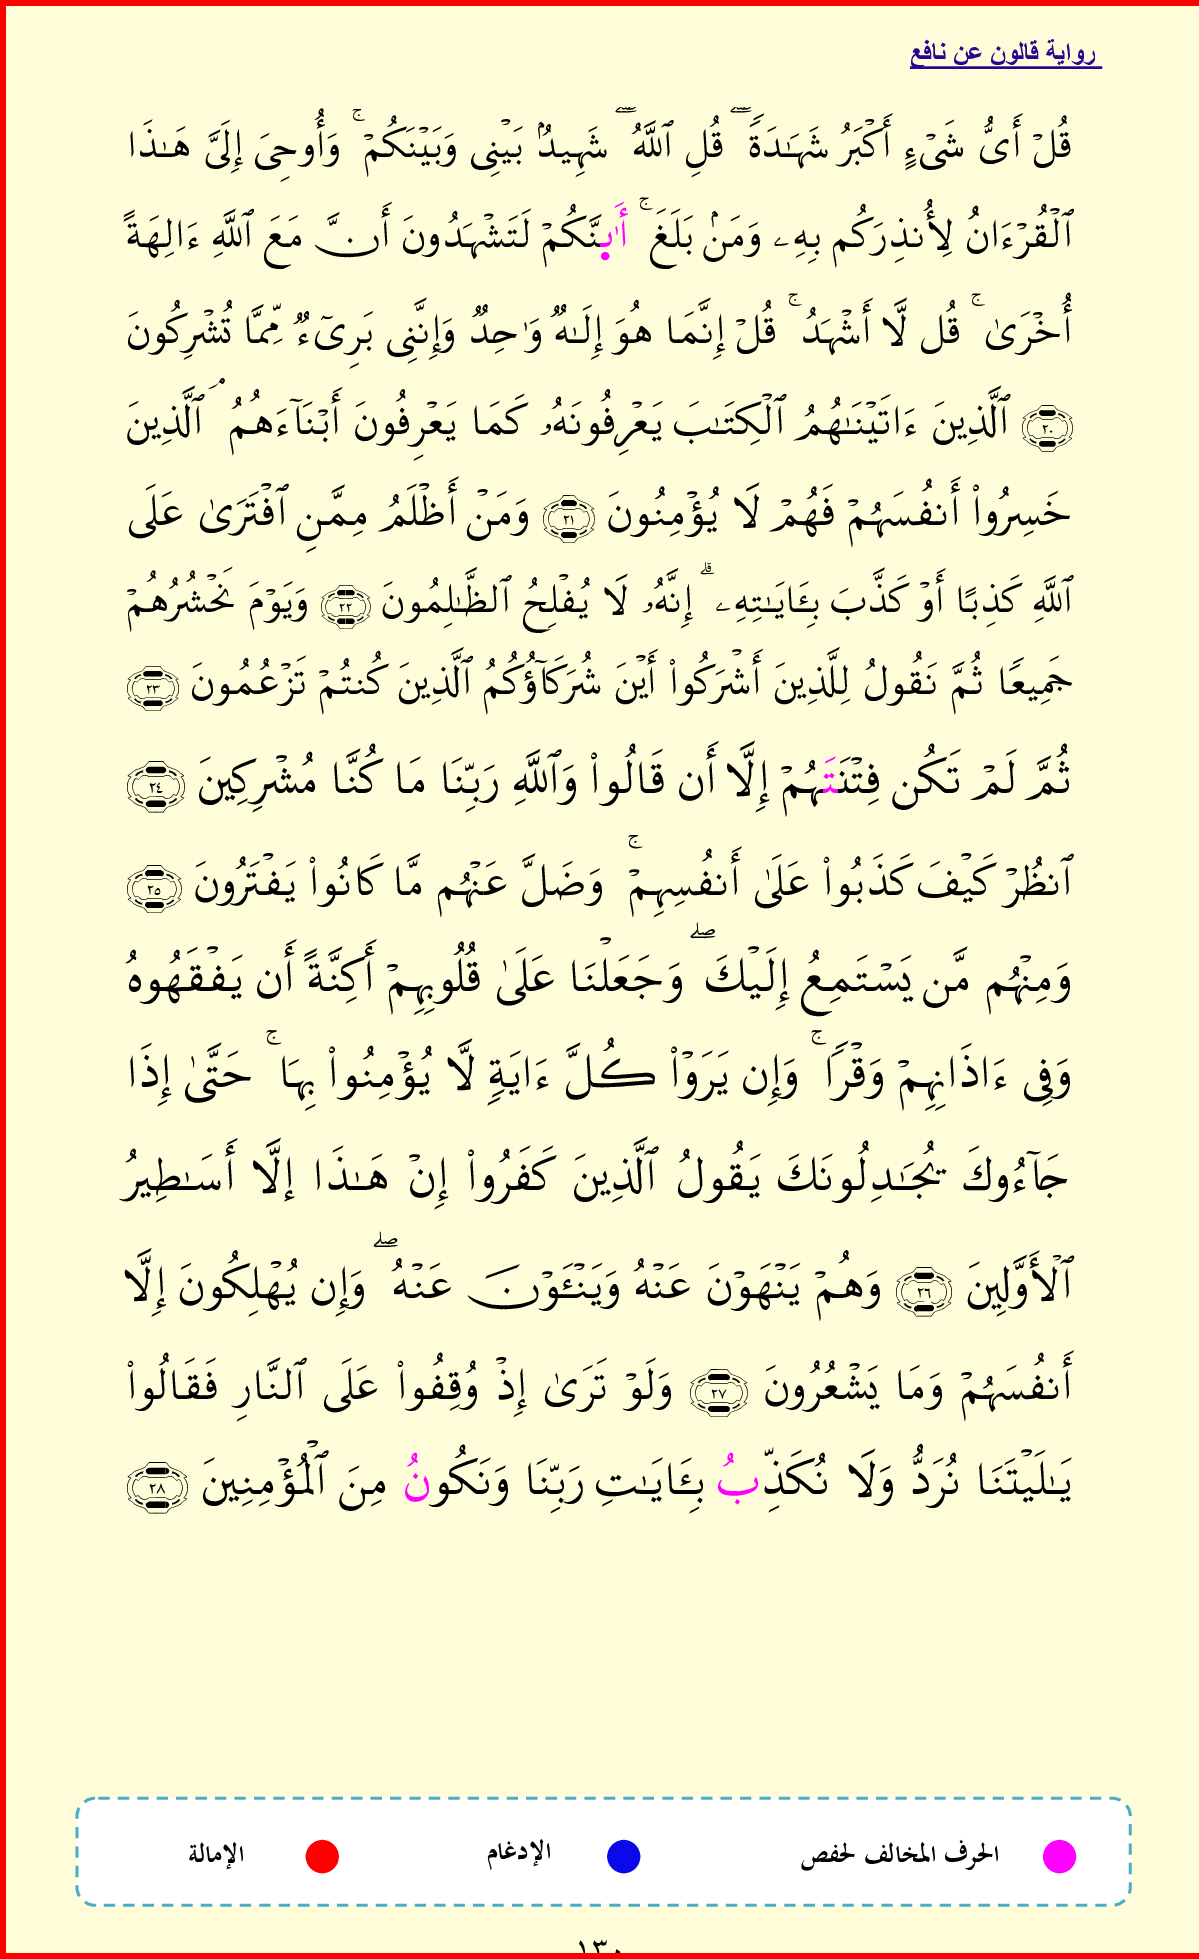 رواية قالون عن نافع
قُلْ أَىُّ شَىْءٍ أَكْبَرُ شَهَٰدَةًۖ قُلِ ٱللَّهُۖ شَهِيدُۢ بَيْنِى وَبَيْنَكُمْۚ وَأُوحِىَ إِلَىَّ هَٰذَا
ٱلْقُرْءَانُ لِأُنذِرَكُم بِهِۦ وَمَنۢ بَلَغَۚ أَٰىِٕنَّكُمْ لَتَشْهَدُونَ أَنَّ مَعَ ٱللَّهِ ءَالِهَةً
أُخْرَىٰۚ قُل لَّا أَشْهَدُۚ قُلْ إِنَّمَا هُوَ إِلَٰهٌ وَٰحِدٌ وَإِنَّنِى بَرِىٓءٌ مِّمَّا تُشْرِكُونَ
٢٠ ٱلَّذِينَ ءَاتَيْنَٰهُمُ ٱلْكِتَٰبَ يَعْرِفُونَهُۥ كَمَا يَعْرِفُونَ أَبْنَآءَهُمُۘ ٱلَّذِينَ
خَسِرُوا۟ أَنفُسَهُمْ فَهُمْ لَا يُؤْمِنُونَ ٢١ وَمَنْ أَظْلَمُ مِمَّنِ ٱفْتَرَىٰ عَلَى
ٱللَّهِ كَذِبًا أَوْ كَذَّبَ بِـَٔايَٰتِهِۦۗ إِنَّهُۥ لَا يُفْلِحُ ٱلظَّٰلِمُونَ ٢٢ وَيَوْمَ نَحْشُرُهُمْ
جَمِيعًا ثُمَّ نَقُولُ لِلَّذِينَ أَشْرَكُوا۟ أَيْنَ شُرَكَآؤُكُمُ ٱلَّذِينَ كُنتُمْ تَزْعُمُونَ ٢٣
ثُمَّ لَمْ تَكُن فِتْنَتَهُمْ إِلَّا أَن قَالُوا۟ وَٱللَّهِ رَبِّنَا مَا كُنَّا مُشْرِكِينَ ٢٤
ٱنظُرْ كَيْفَ كَذَبُوا۟ عَلَىٰ أَنفُسِهِمْۚ وَضَلَّ عَنْهُم مَّا كَانُوا۟ يَفْتَرُونَ ٢٥
وَمِنْهُم مَّن يَسْتَمِعُ إِلَيْكَۖ وَجَعَلْنَا عَلَىٰ قُلُوبِهِمْ أَكِنَّةً أَن يَفْقَهُوهُ
وَفِى ءَاذَانِهِمْ وَقْرًاۚ وَإِن يَرَوْا۟ كُلَّ ءَايَةٍ لَّا يُؤْمِنُوا۟ بِهَاۚ حَتَّىٰ إِذَا
جَآءُوكَ يُجَٰدِلُونَكَ يَقُولُ ٱلَّذِينَ كَفَرُوا۟ إِنْ هَٰذَا إلَّا أَسَٰطِيرُ
ٱلْأَوَّلِينَ ٢٦ وَهُمْ يَنْهَوْنَ عَنْهُ وَيَنْـَٔوْنَ عَنْهُۖ وَإِن يُهْلِكُونَ إِلَّا
أَنفُسَهُمْ وَمَا يَشْعُرُونَ ٢٧ وَلَوْ تَرَىٰ إِذْ وُقِفُوا۟ عَلَى ٱلنَّارِ فَقَالُوا۟
يَٰلَيْتَنَا نُرَدُّ وَلَا نُكَذِّبُ بِـَٔايَٰتِ رَبِّنَا وَنَكُونُ مِنَ ٱلْمُؤْمِنِينَ ٢٨
الحرف المخالف لحفص الإدغام الإمالة
١٣٠